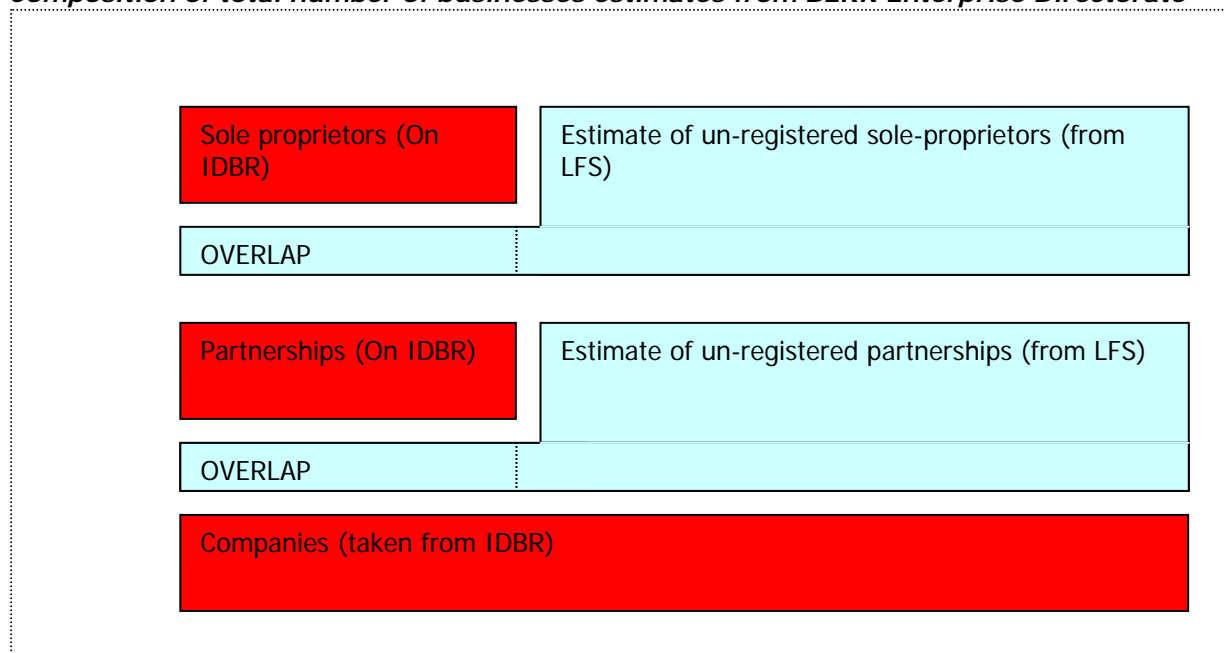 composition of total number of businesses estimates from BERR Enterprise Directorate
Sole proprietors (On
IDBR)
Estimate of un-registered sole-proprietors (from
LFS)
OVERLAP
Partnerships (On IDBR)
Estimate of un-registered partnerships (from LFS)
OVERLAP
Companies (taken from IDBR)